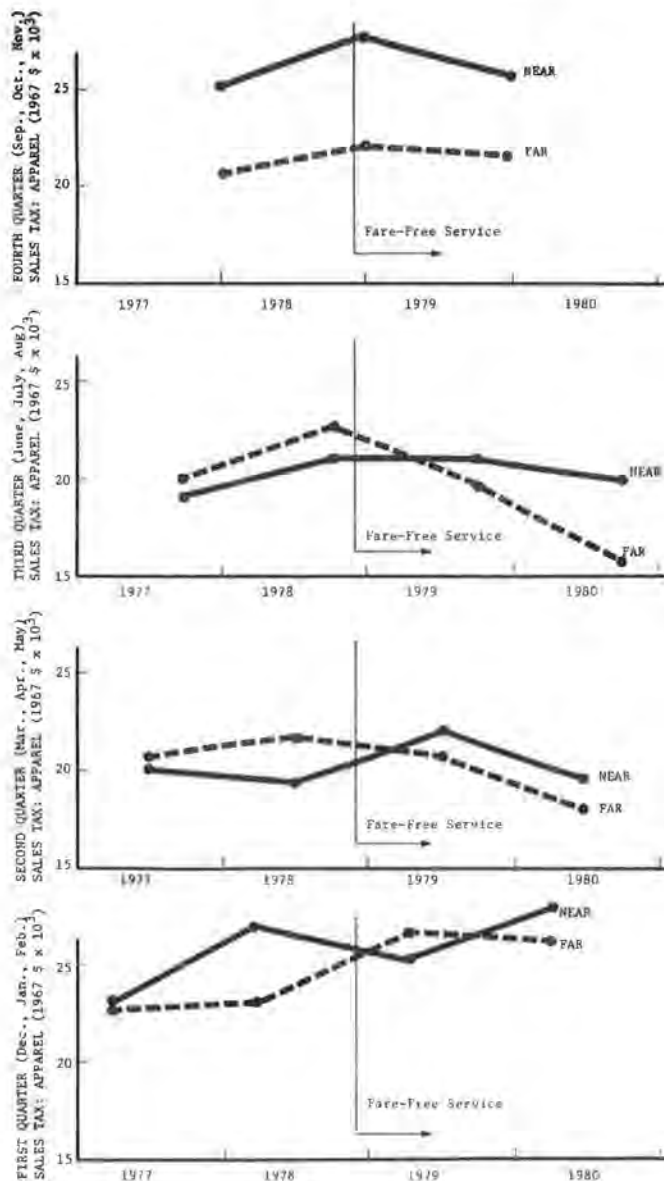 FOURTH QUARTER (Sep., Oct., Nov.)
SALES TAX: APPAREL (1967 $ x 10³)
25
20
15
NEAR
FAR
Fare-Free Service
1977 1978 1979 1980
THIRD QUARTER (June, July, Aug)
SALES TAX: APPAREL (1967 $ x 10³)
25
20
15
NEAR
FAR
Fare-Free Service
1977 1978 1979 1980
SECOND QUARTER (Mar., Apr., May)
SALES TAX: APPAREL (1967 $ x 10³)
25
20
15
NEAR
FAR
Fare-Free Service
1978 1979 1980
FIRST QUARTER (Dec., Jan., Feb.)
SALES TAX: APPAREL (1967 $ x 10³)
25
20
15
NEAR
FAR
Fare-Free Service
1977 1978 1979 1980